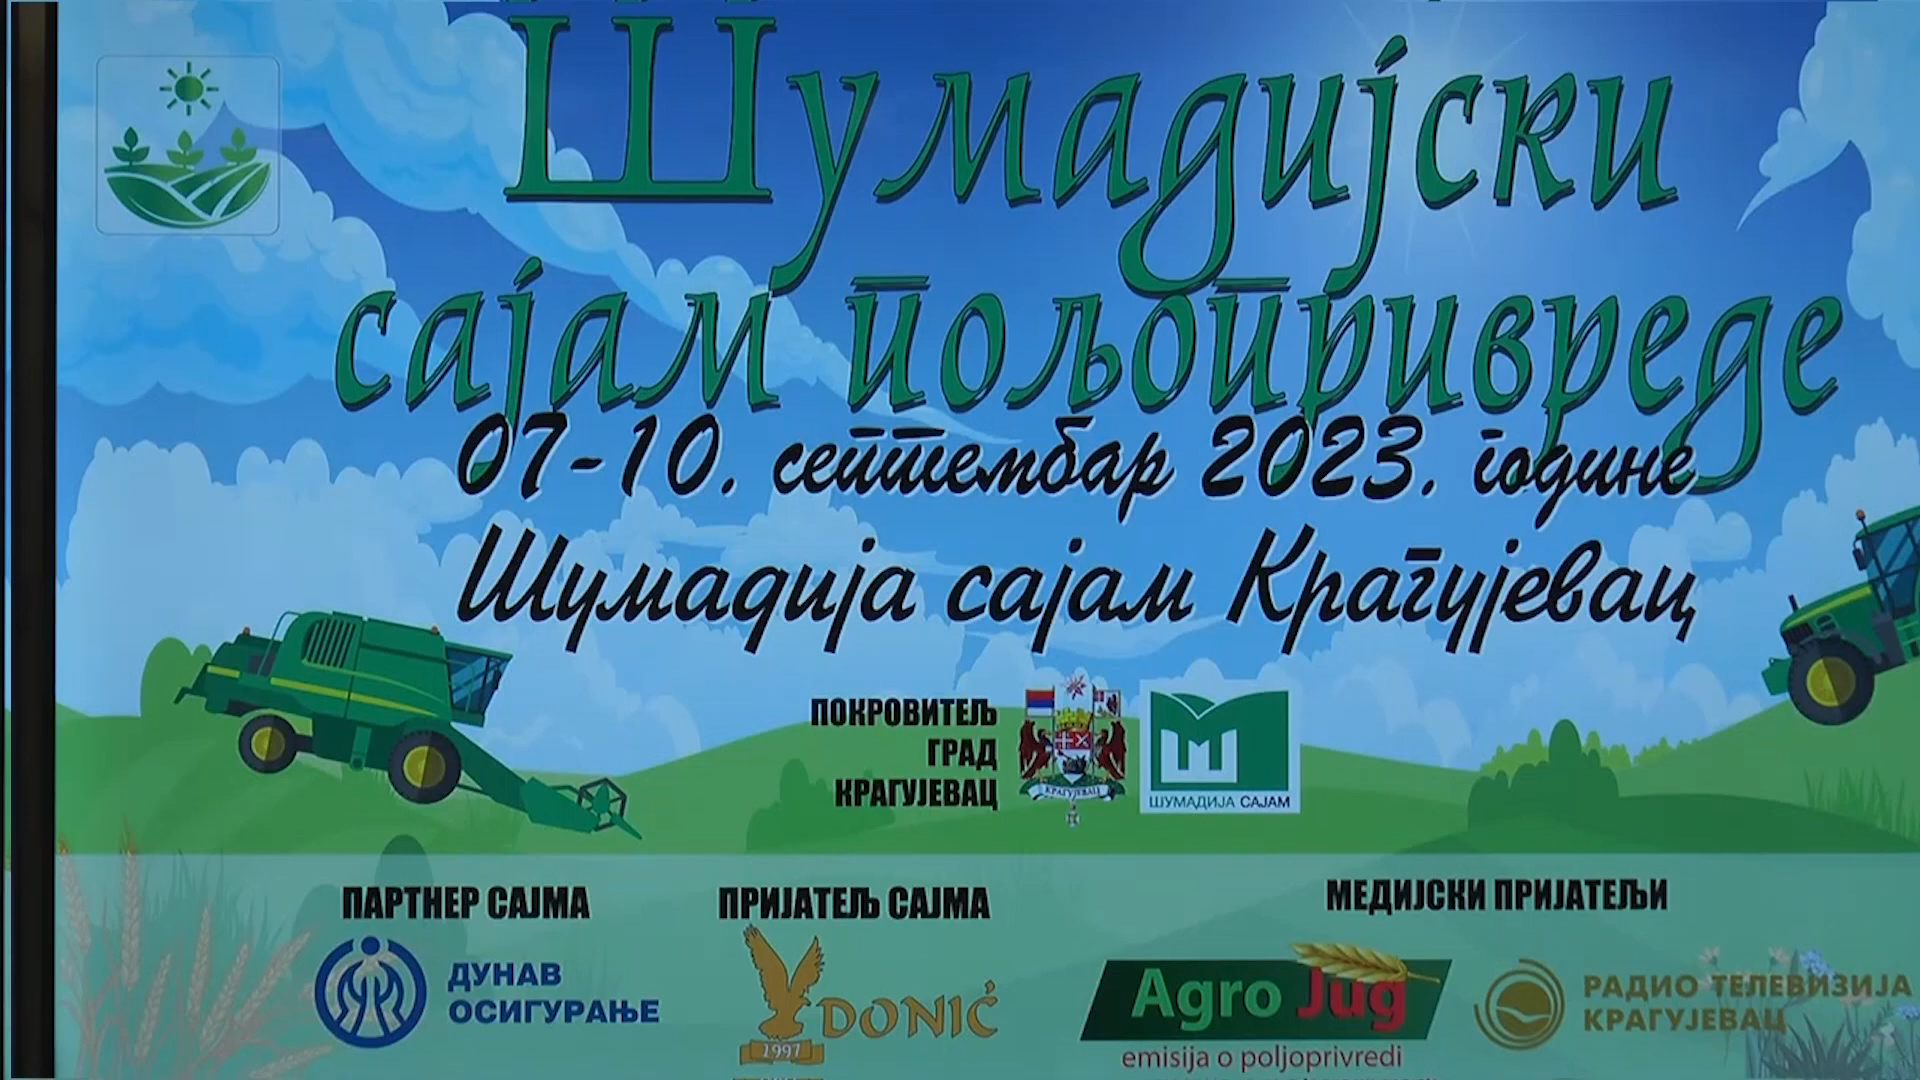 Шумадијски
сајам пољопривреде
07-10. септембар 2023. године
Шумадија сајам Крагујевац
ПОКРОВИТЕЉ
ГРАД
КРАГУЈЕВАЦ
КРАГУЈЕВАЦ
ШУМАДИЈА САЈАМ
ПАРТНЕР САЈМА
ДУНАВ
ОСИГУРАЊЕ
ПРИЈАТЕЉ САЈМА
DONIĆ
1997
МЕДИЈСКИ ПРИЈАТЕЉИ
Agro Jug
emisija o poljoprivredi
РАДИО ТЕЛЕВИЗИЈА
КРАГУЈЕВАЦ